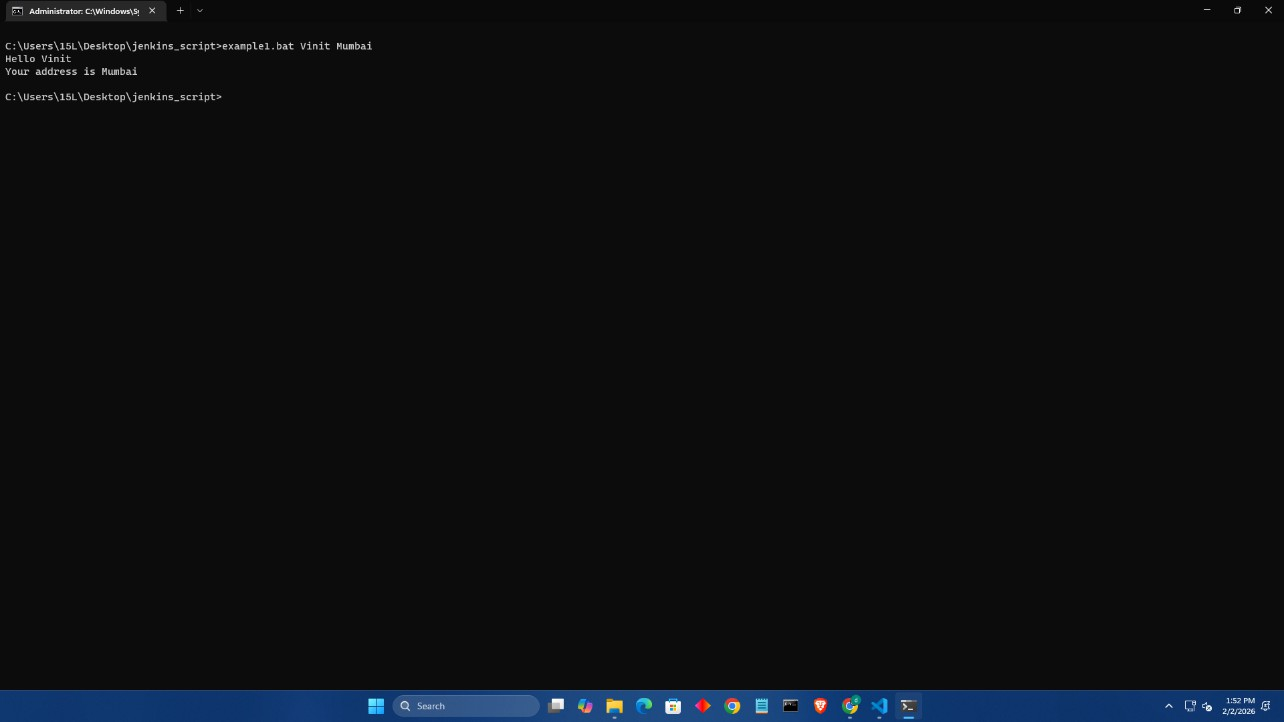 Administrator: C:\Windows\Sy
C:\Users\15L\Desktop\jenkins_script>example1.bat Vinit Mumbai
Hello Vinit
Your address is Mumbai
C:\Users\15L\Desktop\jenkins_script>
Search
1:52 PM
2/2/2026